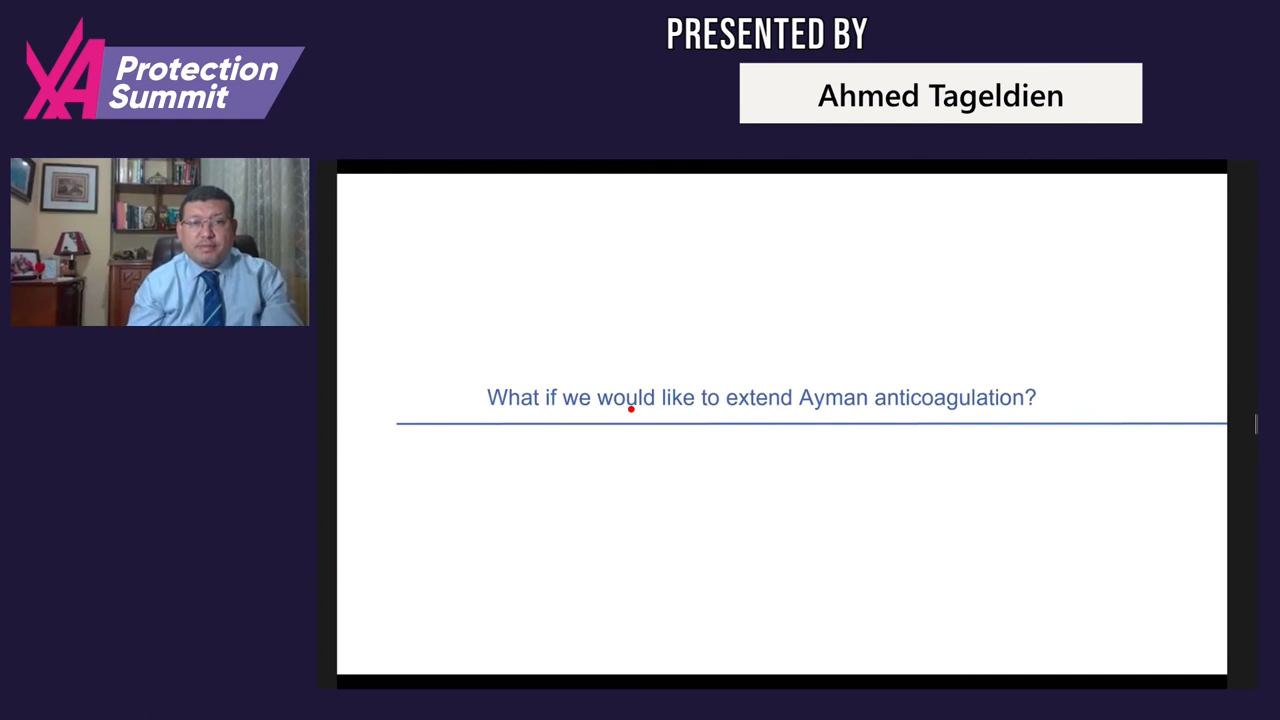 XA Protection
Summit
PRESENTED BY
Ahmed Tageldien
What if we would like to extend Ayman anticoagulation?